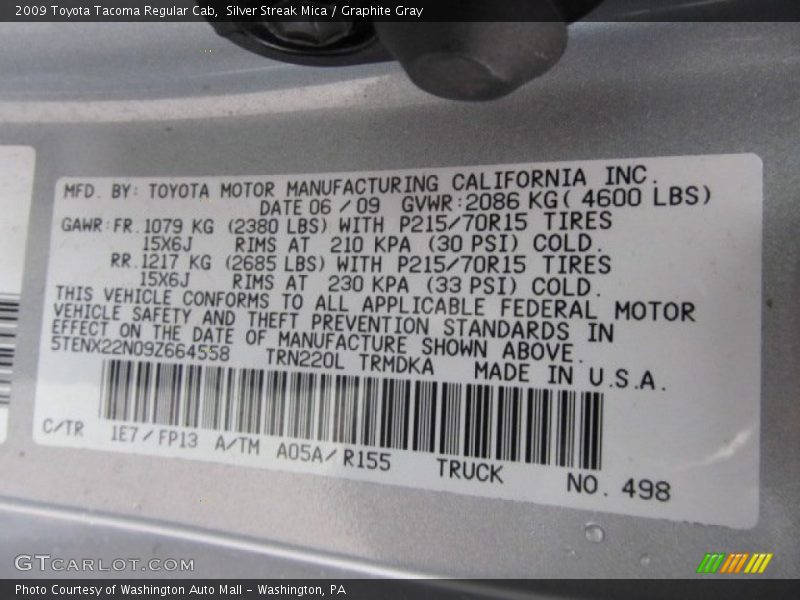 2009 Toyota Tacoma Regular Cab, Silver Streak Mica / Graphite Gray
MFD. BY: TOYOTA MOTOR MANUFACTURING CALIFORNIA INC.
DATE 06 / 09 GVWR:2086 KG( 4600 LBS)
GAWR:FR.1079 KG (2380 LBS) WITH P215/70R15 TIRES
15X6J RIMS AT 210 KPA (30 PSI) COLD.
RR.1217 KG (2685 LBS) WITH P215/70R15 TIRES
15X6J RIMS AT 230 KPA (33 PSI) COLD.
THIS VEHICLE CONFORMS TO ALL APPLICABLE FEDERAL MOTOR
VEHICLE SAFETY AND THEFT PREVENTION STANDARDS IN
EFFECT ON THE DATE OF MANUFACTURE SHOWN ABOVE.
5TENX22N09Z664558 TRN220L TRMDKA MADE IN U.S.A.
C/TR 1E7/FP13 A/TM A05A/R155 TRUCK NO. 498
GTCARLOT.COM
Photo Courtesy of Washington Auto Mall - Washington, PA